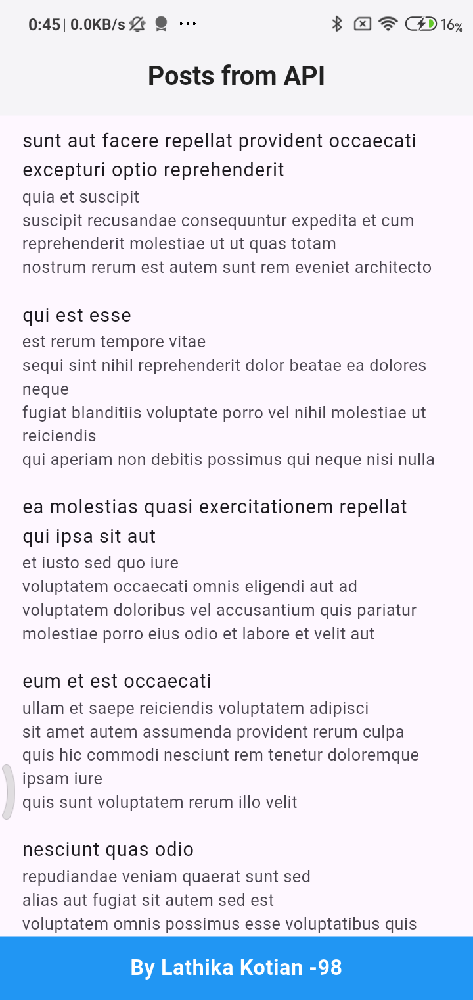 0:45 0.0KB/s ... 16%
Posts from API
sunt aut facere repellat provident occaecati
excepturi optio reprehenderit
quia et suscipit
suscipit recusandae consequuntur expedita et cum
reprehenderit molestiae ut ut quas totam
nostrum rerum est autem sunt rem eveniet architecto
qui est esse
est rerum tempore vitae
sequi sint nihil reprehenderit dolor beatae ea dolores
neque
fugiat blanditiis voluptate porro vel nihil molestiae ut
reiciendis
qui aperiam non debitis possimus qui neque nisi nulla
ea molestias quasi exercitationem repellat
qui ipsa sit aut
et iusto sed quo iure
voluptatem occaecati omnis eligendi aut ad
voluptatem doloribus vel accusantium quis pariatur
molestiae porro eius odio et labore et velit aut
eum et est occaecati
ullam et saepe reiciendis voluptatem adipisci
sit amet autem assumenda provident rerum culpa
quis hic commodi nesciunt rem tenetur doloremque
ipsam iure
quis sunt voluptatem rerum illo velit
nesciunt quas odio
repudiandae veniam quaerat sunt sed
alias aut fugiat sit autem sed est
voluptatem omnis possimus esse voluptatibus quis
By Lathika Kotian -98